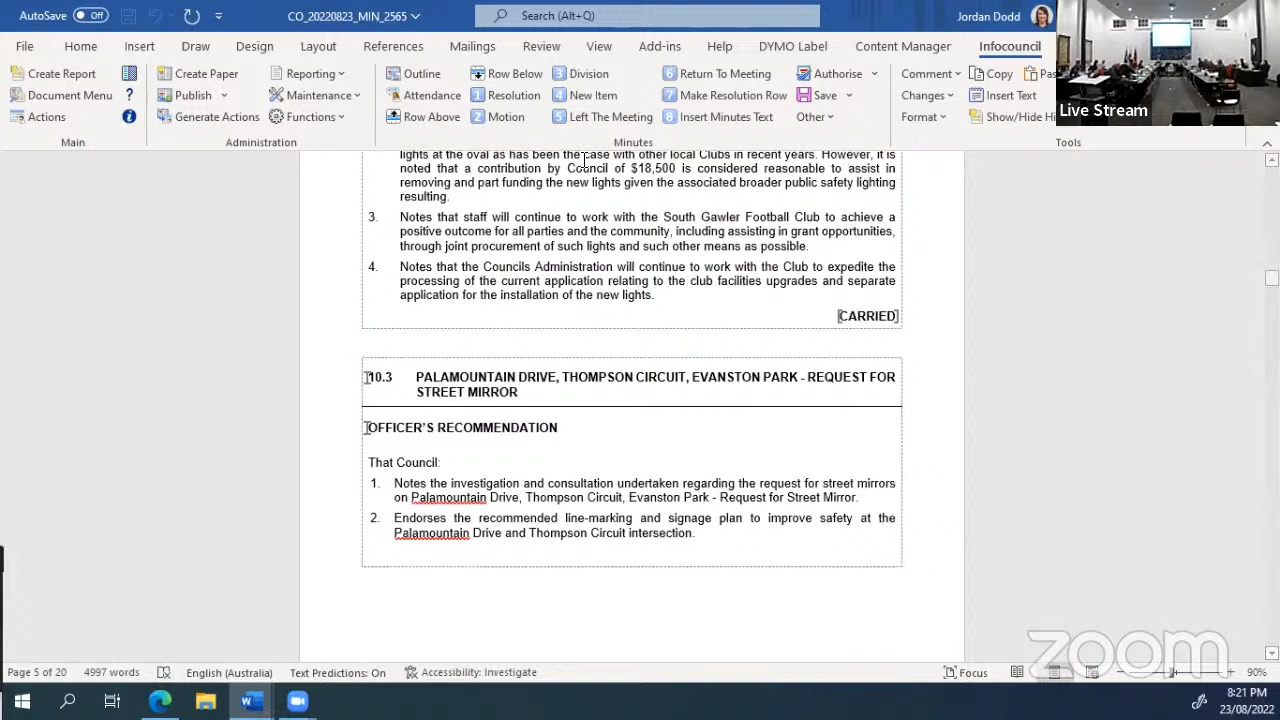 AutoSave Off CO_20220823_MIN_2565 Search (Alt+Q) Jordan Dodd
File Home Insert Draw Design Layout References Mailings Review View Add-ins Help DYMO Label Content Manager Infocouncil
Create Report Create Paper Reporting Outline Row Below 3 Division 6 Return To Meeting Authorise Comment Copy Pas
Document Menu ? Publish Maintenance Attendance 1 Resolution 4 New Item 7 Make Resolution Row Save Changes Insert Text
Actions Generate Actions Functions Row Above 2 Motion 5 Left The Meeting 8 Insert Minutes Text Other Format Show/Hide Hi
Main Administration Minutes Tools
Live Stream
lights at the oval as has been the case with other local Clubs in recent years. However, it is
noted that a contribution by Council of $18,500 is considered reasonable to assist in
removing and part funding the new lights given the associated broader public safety lighting
resulting.
3. Notes that staff will continue to work with the South Gawler Football Club to achieve a
positive outcome for all parties and the community, including assisting in grant opportunities,
through joint procurement of such lights and such other means as possible.
4. Notes that the Councils Administration will continue to work with the Club to expedite the
processing of the current application relating to the club facilities upgrades and separate
application for the installation of the new lights.
[CARRIED]
10.3 PALAMOUNTAIN DRIVE, THOMPSON CIRCUIT, EVANSTON PARK - REQUEST FOR
STREET MIRROR
OFFICER'S RECOMMENDATION
That Council:
1. Notes the investigation and consultation undertaken regarding the request for street mirrors
on Palamountain Drive, Thompson Circuit, Evanston Park - Request for Street Mirror.
2. Endorses the recommended line-marking and signage plan to improve safety at the
Palamountain Drive and Thompson Circuit intersection.
zoom
Page 5 of 20 4997 words English (Australia) Text Predictions: On Accessibility: Investigate Focus 90%
8:21 PM
23/08/2022